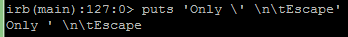 irb(main):127:0> puts 'Only \' \n\tEscape'
Only ' \n\tEscape